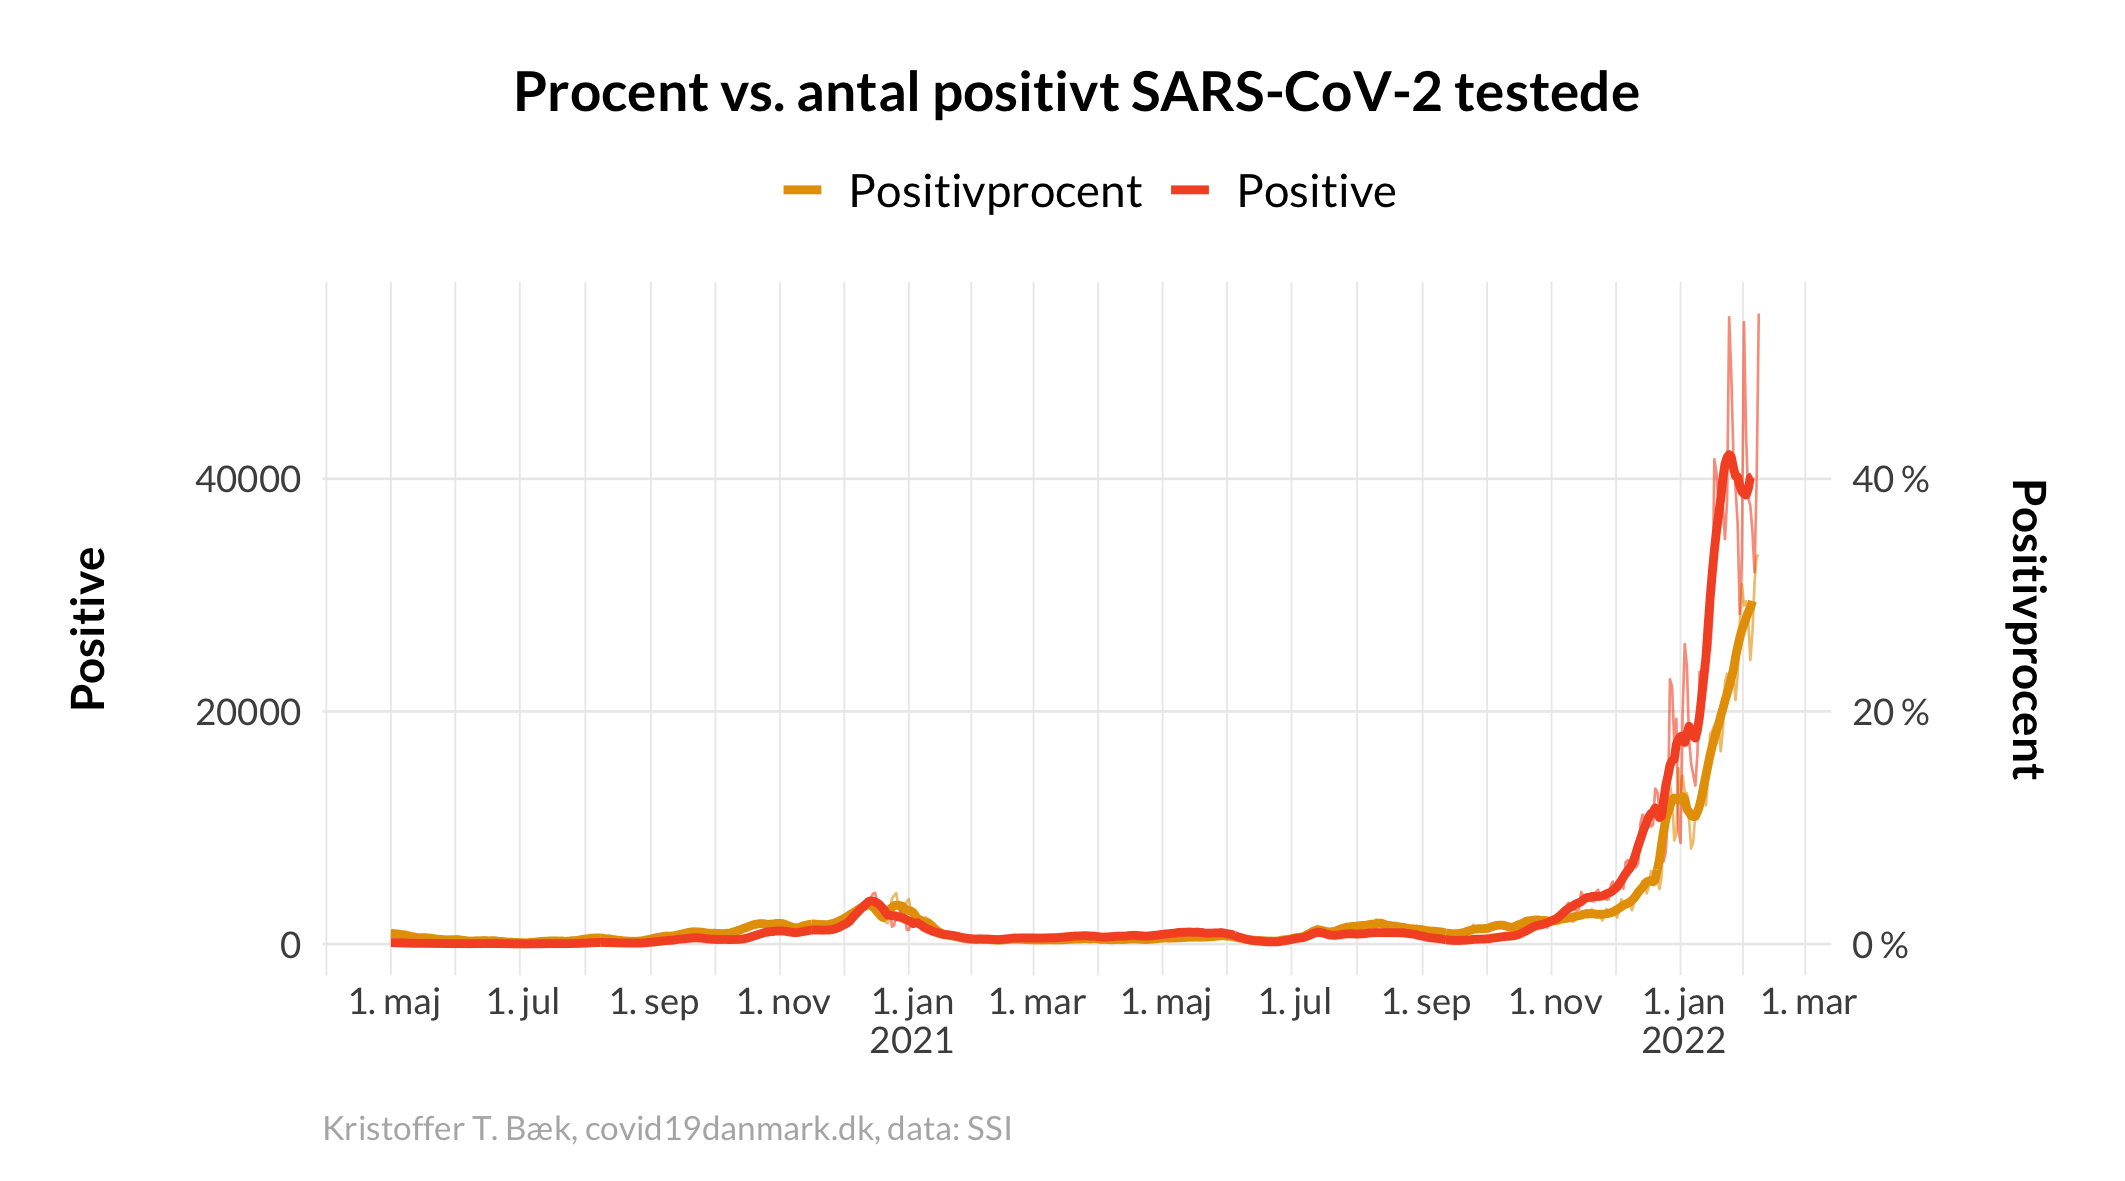 Procent vs. antal positivt SARS-CoV-2 testede
Positivprocent Positive
Positive
40000
20000
0
40 %
20 %
0 %
Positivprocent
1. maj 1. jul 1. sep 1. nov 1. jan 1. mar 1. maj 1. jul 1. sep 1. nov 1. jan 1. mar
2021 2022
Kristoffer T. Bæk, covid19danmark.dk, data: SSI